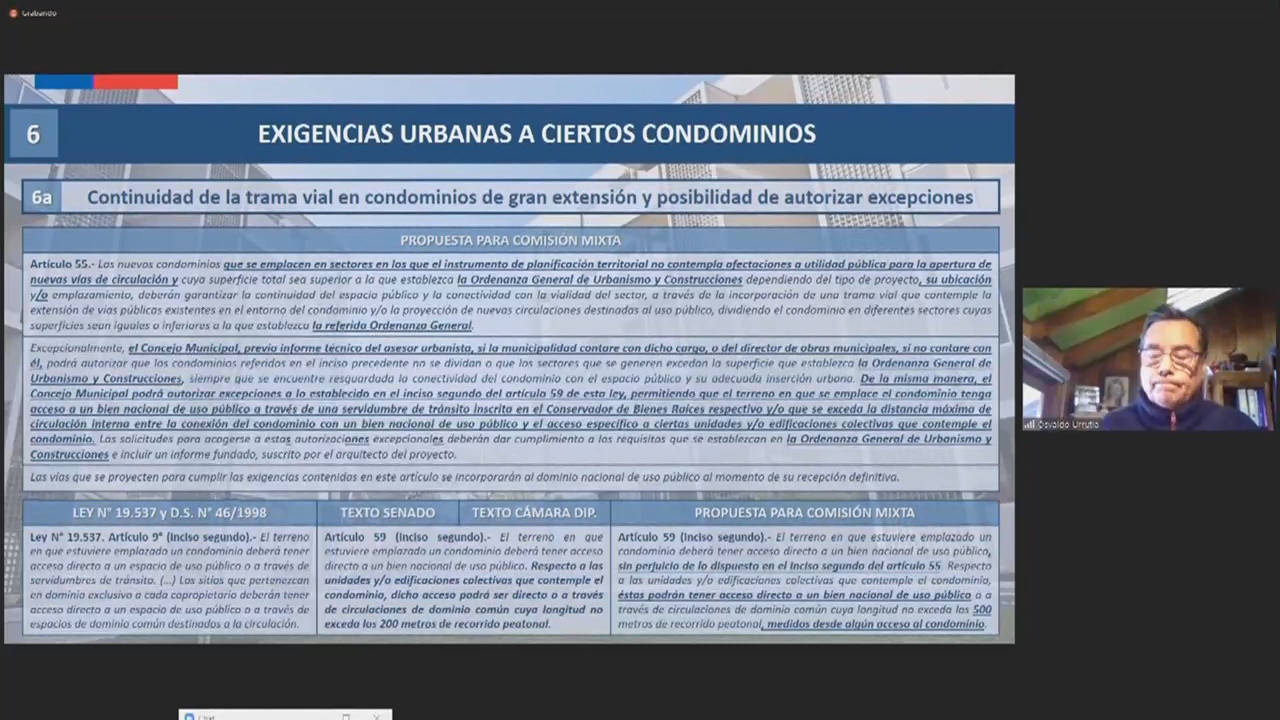 Grabando
6
EXIGENCIAS URBANAS A CIERTOS CONDOMINIOS
6a
Continuidad de la trama vial en condominios de gran extensión y posibilidad de autorizar excepciones
PROPUESTA PARA COMISIÓN MIXTA
Artículo 55.- Los nuevos condominios que se emplacen en sectores en los que el instrumento de planificación territorial no contempla afectaciones a utilidad pública para la apertura de
nuevas vías de circulación y cuya superficie total sea superior a la que establezca la Ordenanza General de Urbanismo y Construcciones dependiendo del tipo de proyecto, su ubicación
y/o emplazamiento, deberán garantizar la continuidad del espacio público y la conectividad con la vialidad del sector, a través de la incorporación de una trama vial que contemple la
extensión de vías públicas existentes en el entorno del condominio y/o la proyección de nuevas circulaciones destinadas al uso público, dividiendo el condominio en diferentes sectores cuyas
superficies sean iguales o inferiores a la que establezca la referida Ordenanza General.
Excepcionalmente, el Concejo Municipal, previo informe técnico del asesor urbanista, si la municipalidad contare con dicho cargo, o del director de obras municipales, si no contare con
él, podrá autorizar que los condominios referidos en el inciso precedente no se dividan o que los sectores que se generen excedan la superficie que establezca la Ordenanza General de
Urbanismo y Construcciones, siempre que se encuentre resguardada la conectividad del condominio con el espacio público y su adecuada inserción urbana. De la misma manera, el
Concejo Municipal podrá autorizar excepciones a lo establecido en el inciso segundo del artículo 59 de esta ley, permitiendo que el terreno en que se emplace el condominio tenga
acceso a un bien nacional de uso público a través de una servidumbre de tránsito inscrita en el Conservador de Bienes Raíces respectivo y/o que se exceda la distancia máxima de
circulación interna entre la conexión del condominio con un bien nacional de uso público y el acceso específico a ciertas unidades y/o edificaciones colectivas que contemple el
condominio. Las solicitudes para acogerse a estas autorizaciones excepcionales deberán dar cumplimiento a los requisitos que se establezcan en la Ordenanza General de Urbanismo y
Construcciones e incluir un informe fundado, suscrito por el arquitecto del proyecto.
Las vías que se proyecten para cumplir las exigencias contenidas en este artículo se incorporarán al dominio nacional de uso público al momento de su recepción definitiva.
LEY N° 19.537 y D.S. N° 46/1998
Ley N° 19.537. Artículo 9° (inciso segundo).- El terreno
en que estuviere emplazado un condominio deberá tener
acceso directo a un espacio de uso público o a través de
servidumbres de tránsito. (...) Los sitios que pertenezcan
en dominio exclusivo a cada copropietario deberán tener
acceso directo a un espacio de uso público o a través de
espacios de dominio común destinados a la circulación.
TEXTO SENADO
TEXTO CÁMARA DIP.
Artículo 59 (inciso segundo).- El terreno en que
estuviere emplazado un condominio deberá tener acceso
directo a un bien nacional de uso público. Respecto a las
unidades y/o edificaciones colectivas que contemple el
condominio, dicho acceso podrá ser directo o a través
de circulaciones de dominio común cuya longitud no
exceda los 200 metros de recorrido peatonal.
PROPUESTA PARA COMISIÓN MIXTA
Artículo 59 (inciso segundo).- El terreno en que estuviere emplazado un
condominio deberá tener acceso directo a un bien nacional de uso público,
sin perjuicio de lo dispuesto en el inciso segundo del artículo 55. Respecto
a las unidades y/o edificaciones colectivas que contemple el condominio,
éstas podrán tener acceso directo a un bien nacional de uso público o a
través de circulaciones de dominio común cuya longitud no exceda los 500
metros de recorrido peatonal, medidos desde algún acceso al condominio.
Osvaldo Urrutia
Chat